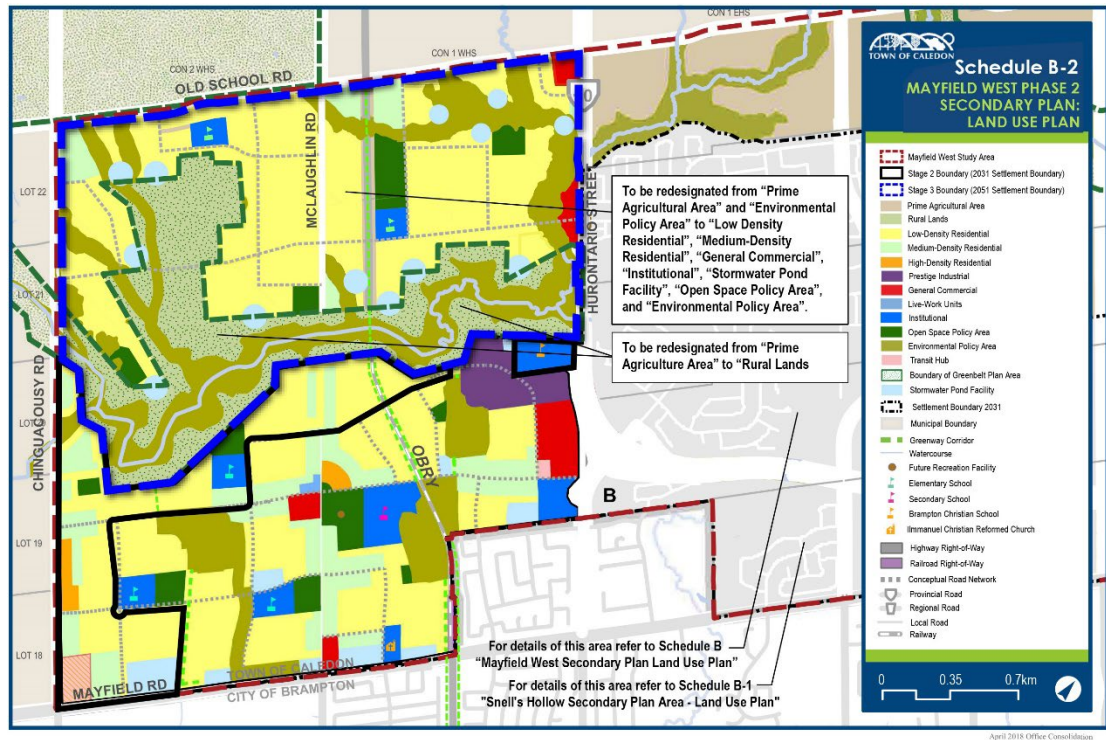 CON 1 EHS
CON 1 WHS
CON 2 WHS
OLD SCHOOL RD
MCLAUGHLIN RD
HURONTARIO STREET
LOT 22
LOT 21
CHINGUACOUSY RD
LOT 19
LOT 18
OBRY
B
To be redesignated from “Prime
Agricultural Area” and “Environmental
Policy Area” to “Low Density
Residential”, “Medium-Density
Residential”, “General Commercial”,
“Institutional”, “Stormwater Pond
Facility”, “Open Space Policy Area”,
and “Environmental Policy Area”.
To be redesignated from “Prime
Agriculture Area” to “Rural Lands
For details of this area refer to Schedule B
“Mayfield West Secondary Plan Land Use Plan”
For details of this area refer to Schedule B-1
"Snell's Hollow Secondary Plan Area - Land Use Plan"
TOWN OF CALEDON
MAYFIELD RD
CITY OF BRAMPTON
TOWN OF CALEDON
Schedule B-2
MAYFIELD WEST PHASE 2
SECONDARY PLAN:
LAND USE PLAN
Mayfield West Study Area
Stage 2 Boundary (2031 Settlement Boundary)
Stage 3 Boundary (2051 Settlement Boundary)
Prime Agricultural Area
Rural Lands
Low-Density Residential
Medium-Density Residential
High-Density Residential
Prestige Industrial
General Commercial
Live-Work Units
Institutional
Open Space Policy Area
Environmental Policy Area
Transit Hub
Boundary of Greenbelt Plan Area
Stormwater Pond Facility
Settlement Boundary 2031
Municipal Boundary
Greenway Corridor
Watercourse
Future Recreation Facility
Elementary School
Secondary School
Brampton Christian School
Immanuel Christian Reformed Church
Highway Right-of-Way
Railroad Right-of-Way
Conceptual Road Network
Provincial Road
Regional Road
Local Road
Railway
0 0.35 0.7km
April 2018 Office Consolidation